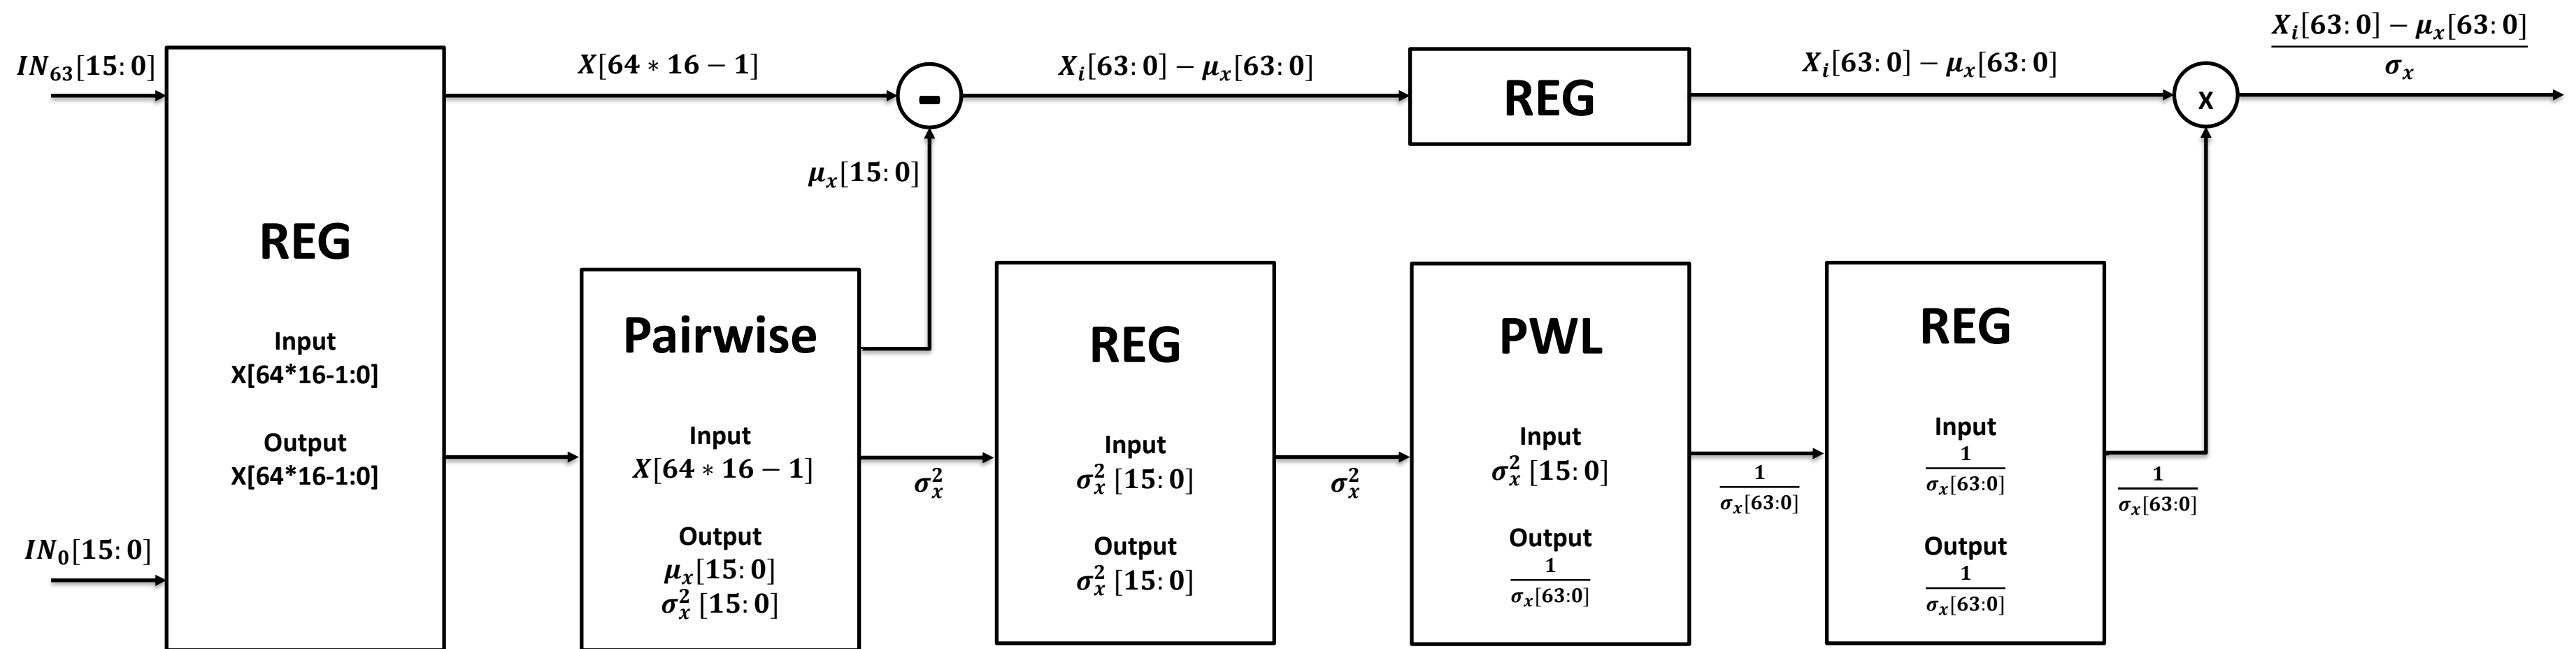 IN₆₃[15:0]
X[64 ∗ 16 − 1]
-
Xᵢ[63:0] − μₓ[63:0]
REG
Xᵢ[63:0] − μₓ[63:0]
x
Xᵢ[63:0] − μₓ[63:0]
σₓ
μₓ[15:0]
REG
Input
X[64*16-1:0]
Output
X[64*16-1:0]
IN₀[15:0]
Pairwise
Input
X[64 ∗ 16 − 1]
Output
μₓ[15:0]
σₓ² [15:0]
σₓ²
REG
Input
σₓ² [15:0]
Output
σₓ² [15:0]
σₓ²
PWL
Input
σₓ² [15:0]
Output
1
σₓ[63:0]
1
σₓ[63:0]
REG
Input
1
σₓ[63:0]
Output
1
σₓ[63:0]
1
σₓ[63:0]